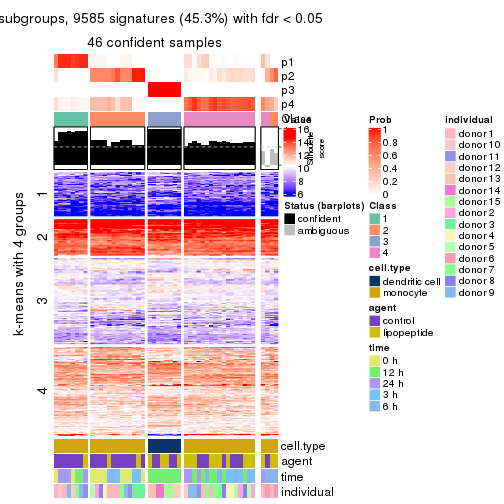 subgroups, 9585 signatures (45.3%) with fdr < 0.05
46 confident samples
p1
p2
p3
p4
Class
Silhouette
score
16
14
12
10
8
6
Status (barplots)
confident
ambiguous
Prob
1
0.8
0.6
0.4
0.2
0
Class
1
2
3
4
cell.type
dendritic cell
monocyte
agent
control
lipopeptide
time
0 h
12 h
24 h
3 h
6 h
individual
donor 1
donor 10
donor 11
donor 12
donor 13
donor 14
donor 15
donor 2
donor 3
donor 4
donor 5
donor 6
donor 7
donor 8
donor 9
k-means with 4 groups
1
2
3
4
cell.type
agent
time
individual